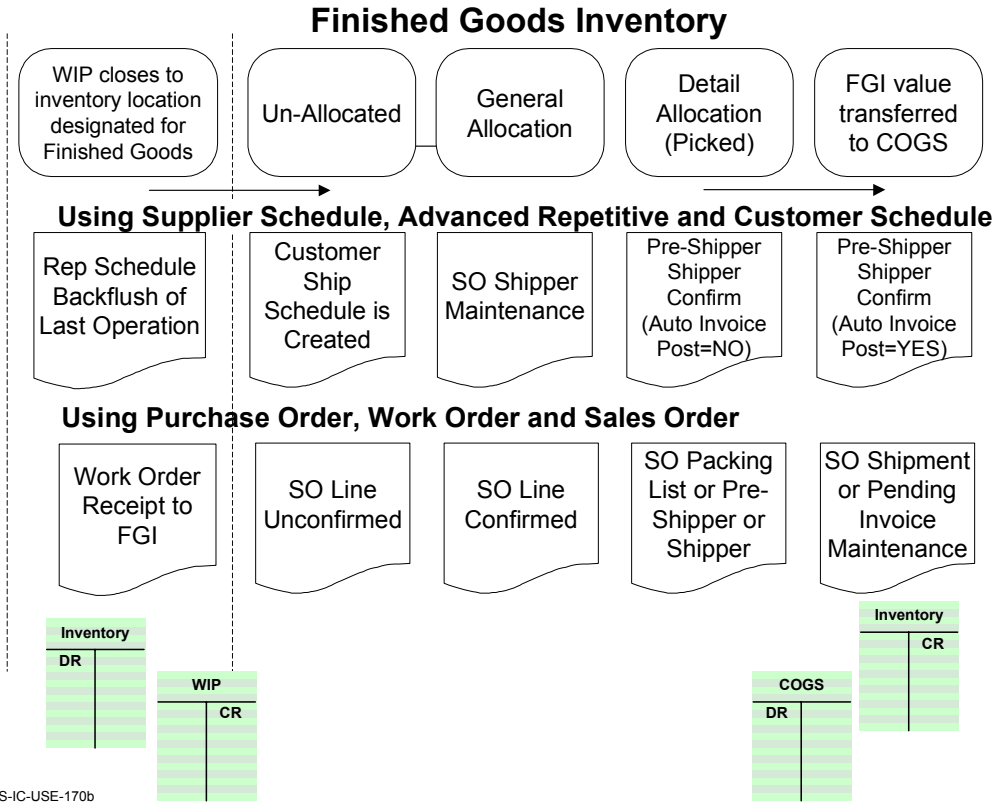 Finished Goods Inventory
WIP closes to
inventory location
designated for
Finished Goods
Un-Allocated
General
Allocation
Detail
Allocation
(Picked)
FGI value
transferred
to COGS
Using Supplier Schedule, Advanced Repetitive and Customer Schedule
Rep Schedule
Backflush of
Last Operation
Customer
Ship
Schedule is
Created
SO Shipper
Maintenance
Pre-Shipper
Shipper
Confirm
(Auto Invoice
Post=NO)
Pre-Shipper
Shipper
Confirm
(Auto Invoice
Post=YES)
Using Purchase Order, Work Order and Sales Order
Work Order
Receipt to
FGI
SO Line
Unconfirmed
SO Line
Confirmed
SO Packing
List or Pre-
Shipper or
Shipper
SO Shipment
or Pending
Invoice
Maintenance
Inventory
DR
WIP
CR
COGS
DR
Inventory
CR
S-IC-USE-170b